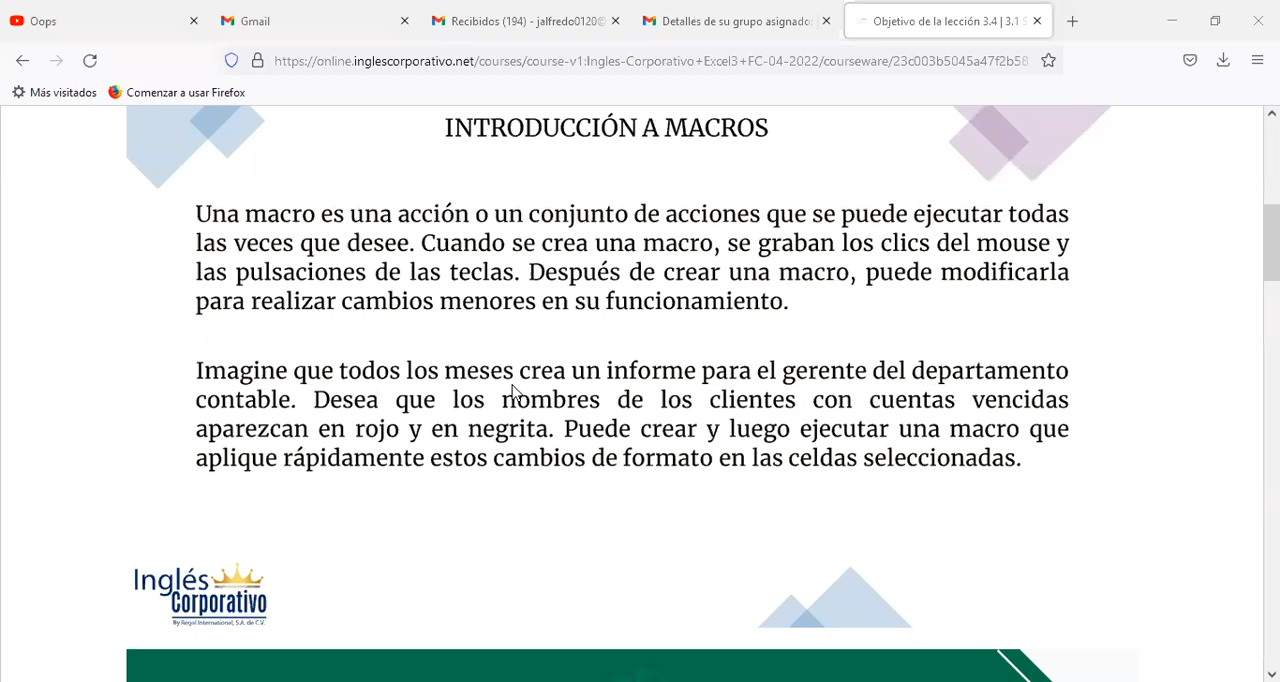 Oops
Gmail
Recibidos (194) - jalfredo0120@
Detalles de su grupo asignado
Objetivo de la lección 3.4 | 3.1 S
https://online.inglescorporativo.net/courses/course-v1:Ingles-Corporativo+Excel3+FC-04-2022/courseware/23c003b5045a47f2b58
Más visitados
Comenzar a usar Firefox
INTRODUCCIÓN A MACROS
Una macro es una acción o un conjunto de acciones que se puede ejecutar todas
las veces que desee. Cuando se crea una macro, se graban los clics del mouse y
las pulsaciones de las teclas. Después de crear una macro, puede modificarla
para realizar cambios menores en su funcionamiento.
Imagine que todos los meses crea un informe para el gerente del departamento
contable. Desea que los nombres de los clientes con cuentas vencidas
aparezcan en rojo y en negrita. Puede crear y luego ejecutar una macro que
aplique rápidamente estos cambios de formato en las celdas seleccionadas.
Inglés
Corporativo
By Regal International, S.A. de C.V.